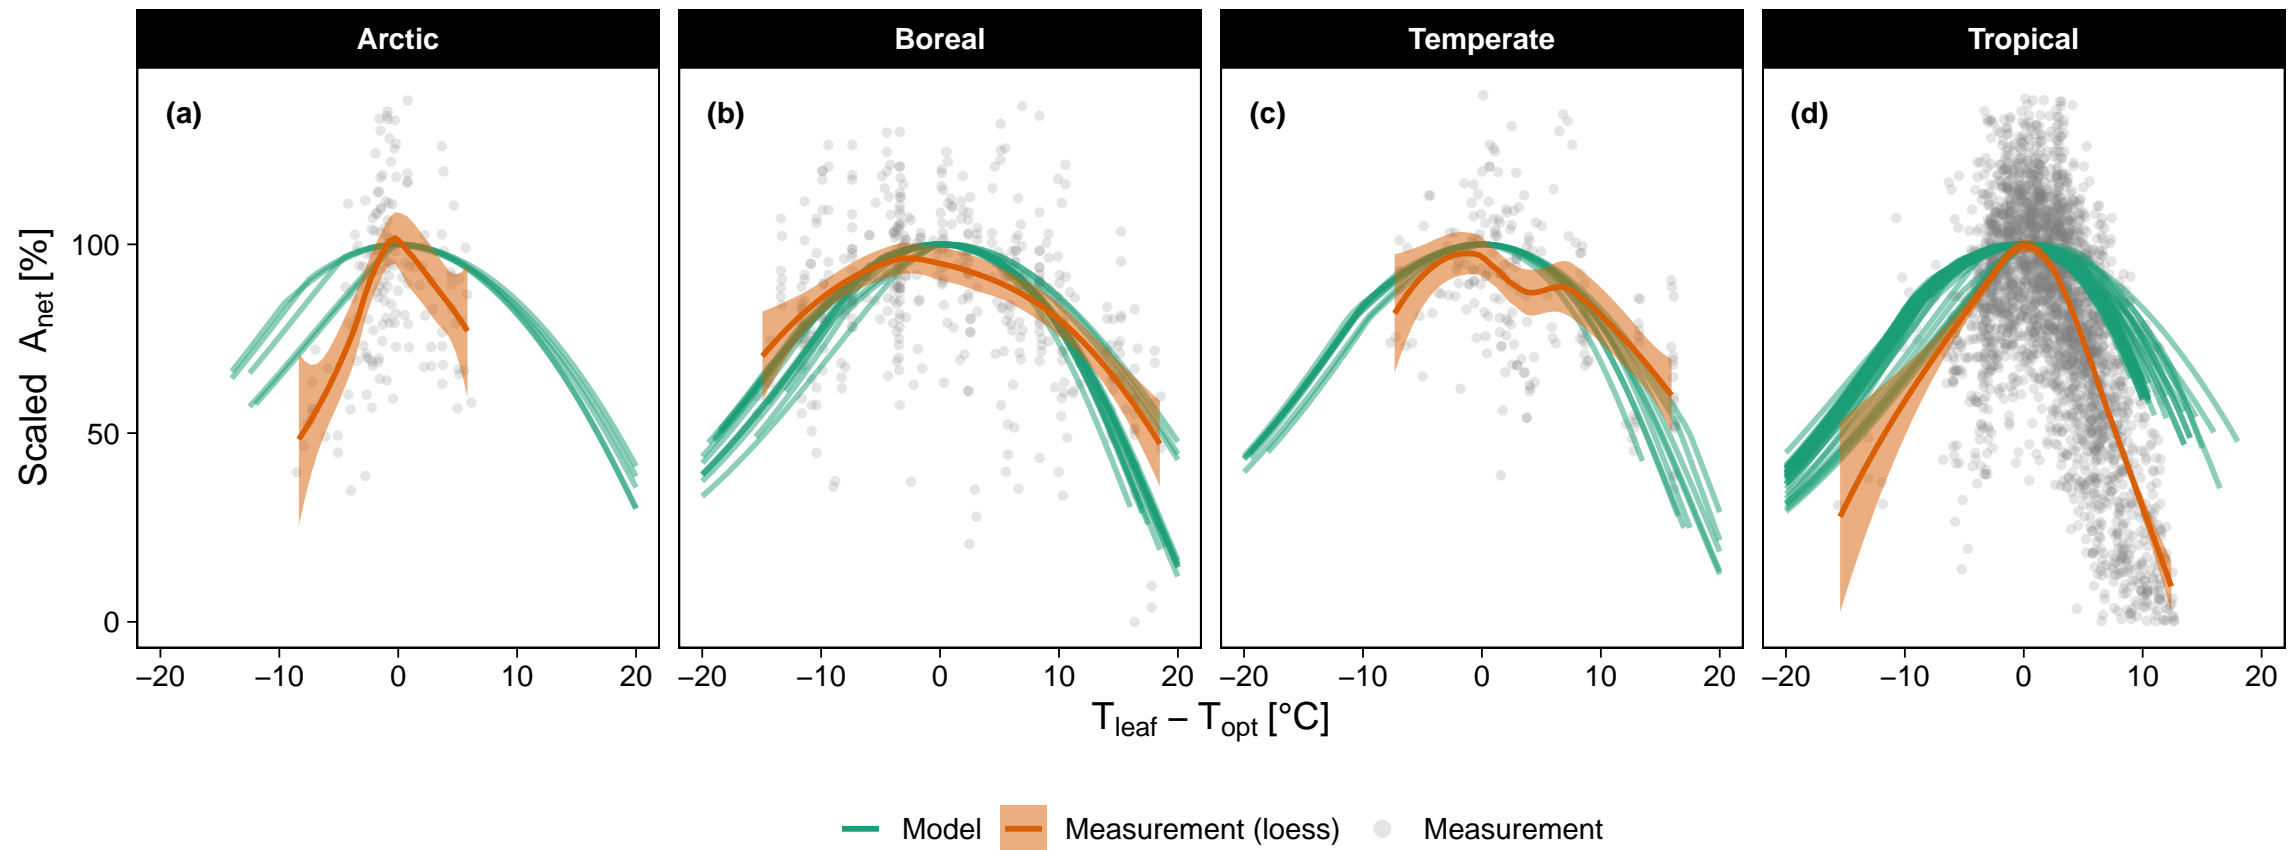 Arctic Boreal Temperate Tropical
(a) (b) (c) (d)
Scaled A_net [%]
100
50
0
−20 −10 0 10 20 −20 −10 0 10 20 −20 −10 0 10 20 −20 −10 0 10 20
T_leaf − T_opt [°C]
Model Measurement (loess) Measurement